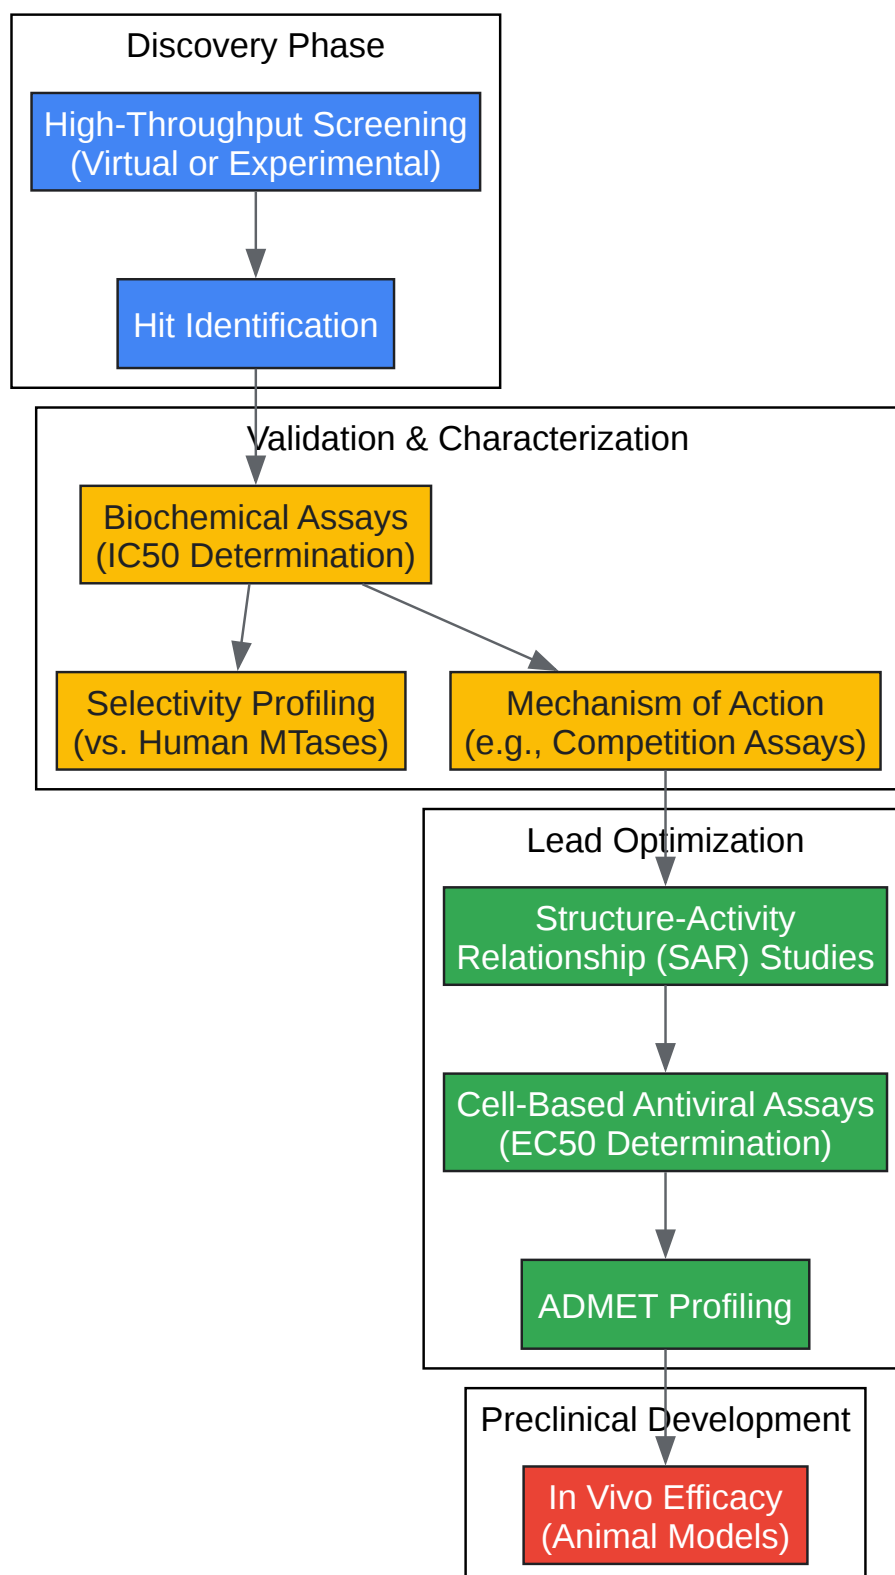 Discovery Phase
High-Throughput Screening
(Virtual or Experimental)
Hit Identification
Validation & Characterization
Biochemical Assays
(IC50 Determination)
Selectivity Profiling
(vs. Human MTases)
Mechanism of Action
(e.g., Competition Assays)
Lead Optimization
Structure-Activity
Relationship (SAR) Studies
Cell-Based Antiviral Assays
(EC50 Determination)
ADMET Profiling
Preclinical Development
In Vivo Efficacy
(Animal Models)